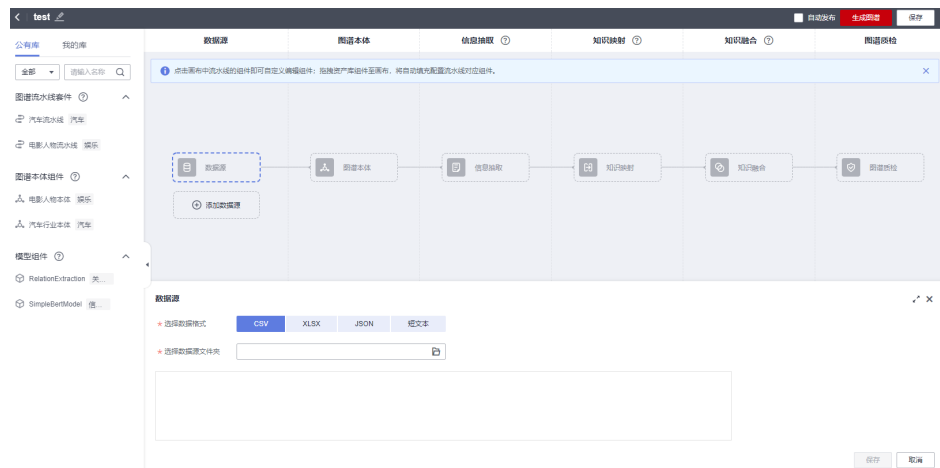 test
自动发布
生成图谱
保存
公有库
我的库
数据源
图谱本体
信息抽取
知识映射
知识融合
图谱质检
全部
请输入名称
点击画布中流水线的组件即可自定义编辑组件；拖拽资产库组件至画布，将自动填充配置流水线对应组件。
图谱流水线套件
汽车流水线 汽车
电影人物流水线 娱乐
数据源
图谱本体
信息抽取
知识映射
知识融合
图谱质检
图谱本体组件
电影人物本体 娱乐
添加数据源
汽车行业本体 汽车
模型组件
RelationExtraction 关...
SimpleBertModel 信...
数据源
* 选择数据格式
CSV
XLSX
JSON
短文本
* 选择数据源文件夹
保存
取消